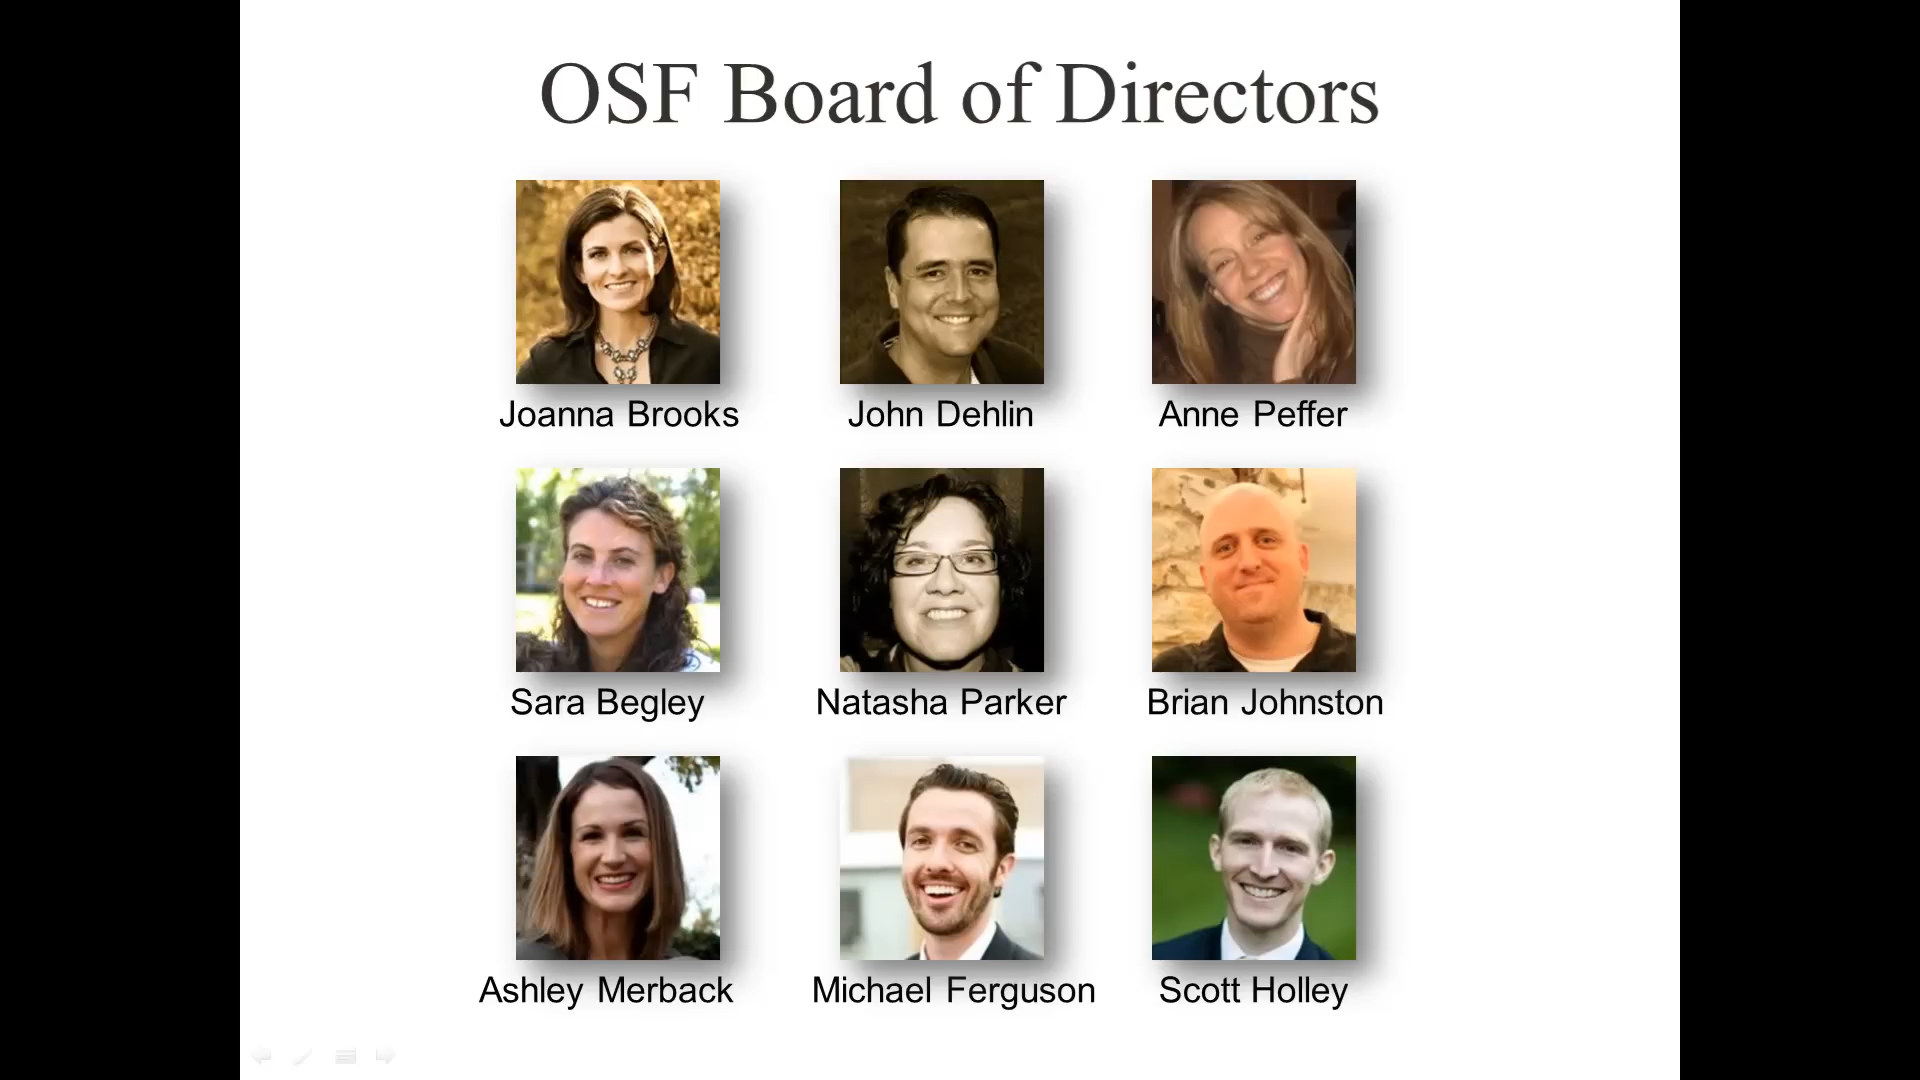 OSF Board of Directors
Joanna Brooks
John Dehlin
Anne Peffer
Sara Begley
Natasha Parker
Brian Johnston
Ashley Merback
Michael Ferguson
Scott Holley